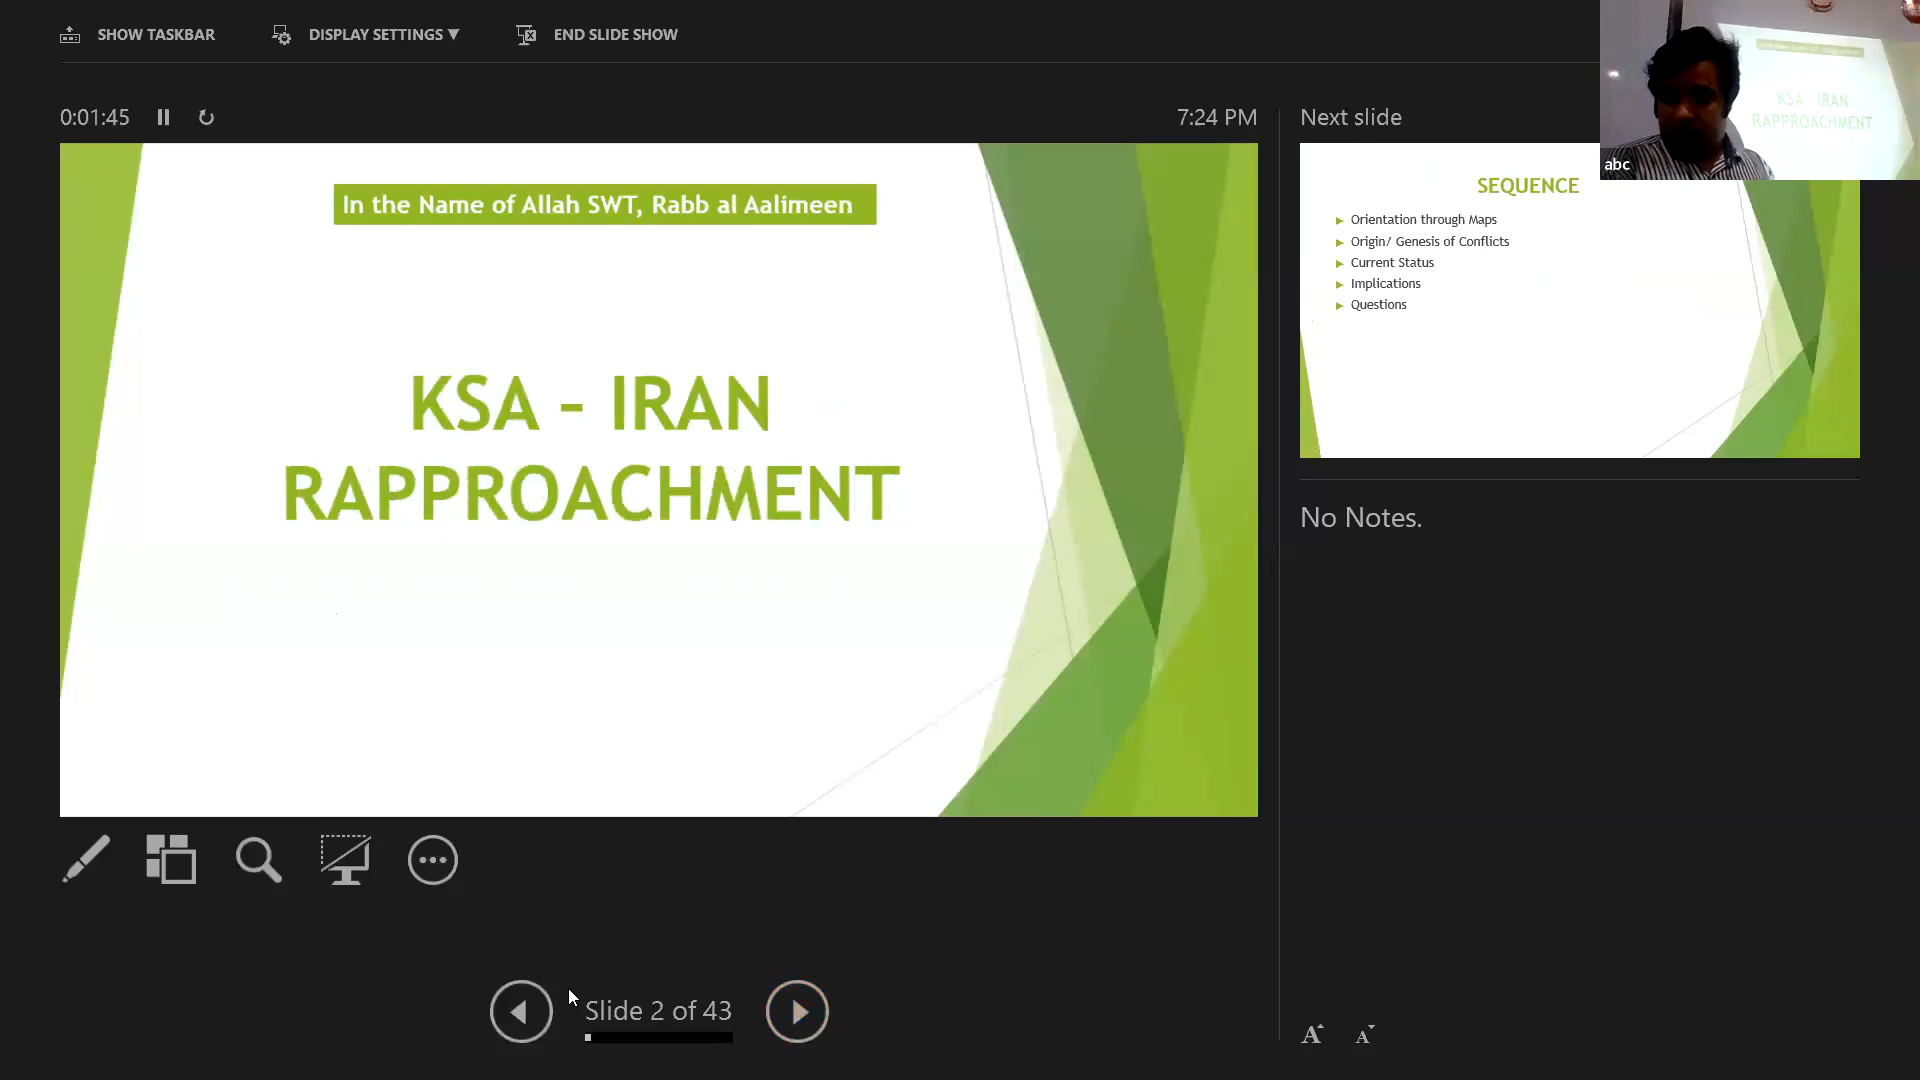 SHOW TASKBAR
DISPLAY SETTINGS ▼
END SLIDE SHOW
0:01:45
7:24 PM
Next slide
In the Name of Allah SWT, Rabb al Aalimeen
KSA - IRAN
RAPPROACHMENT
SEQUENCE
Orientation through Maps
Origin/ Genesis of Conflicts
Current Status
Implications
Questions
KSA - IRAN
RAPPROACHMENT
abc
No Notes.
Slide 2 of 43
A A